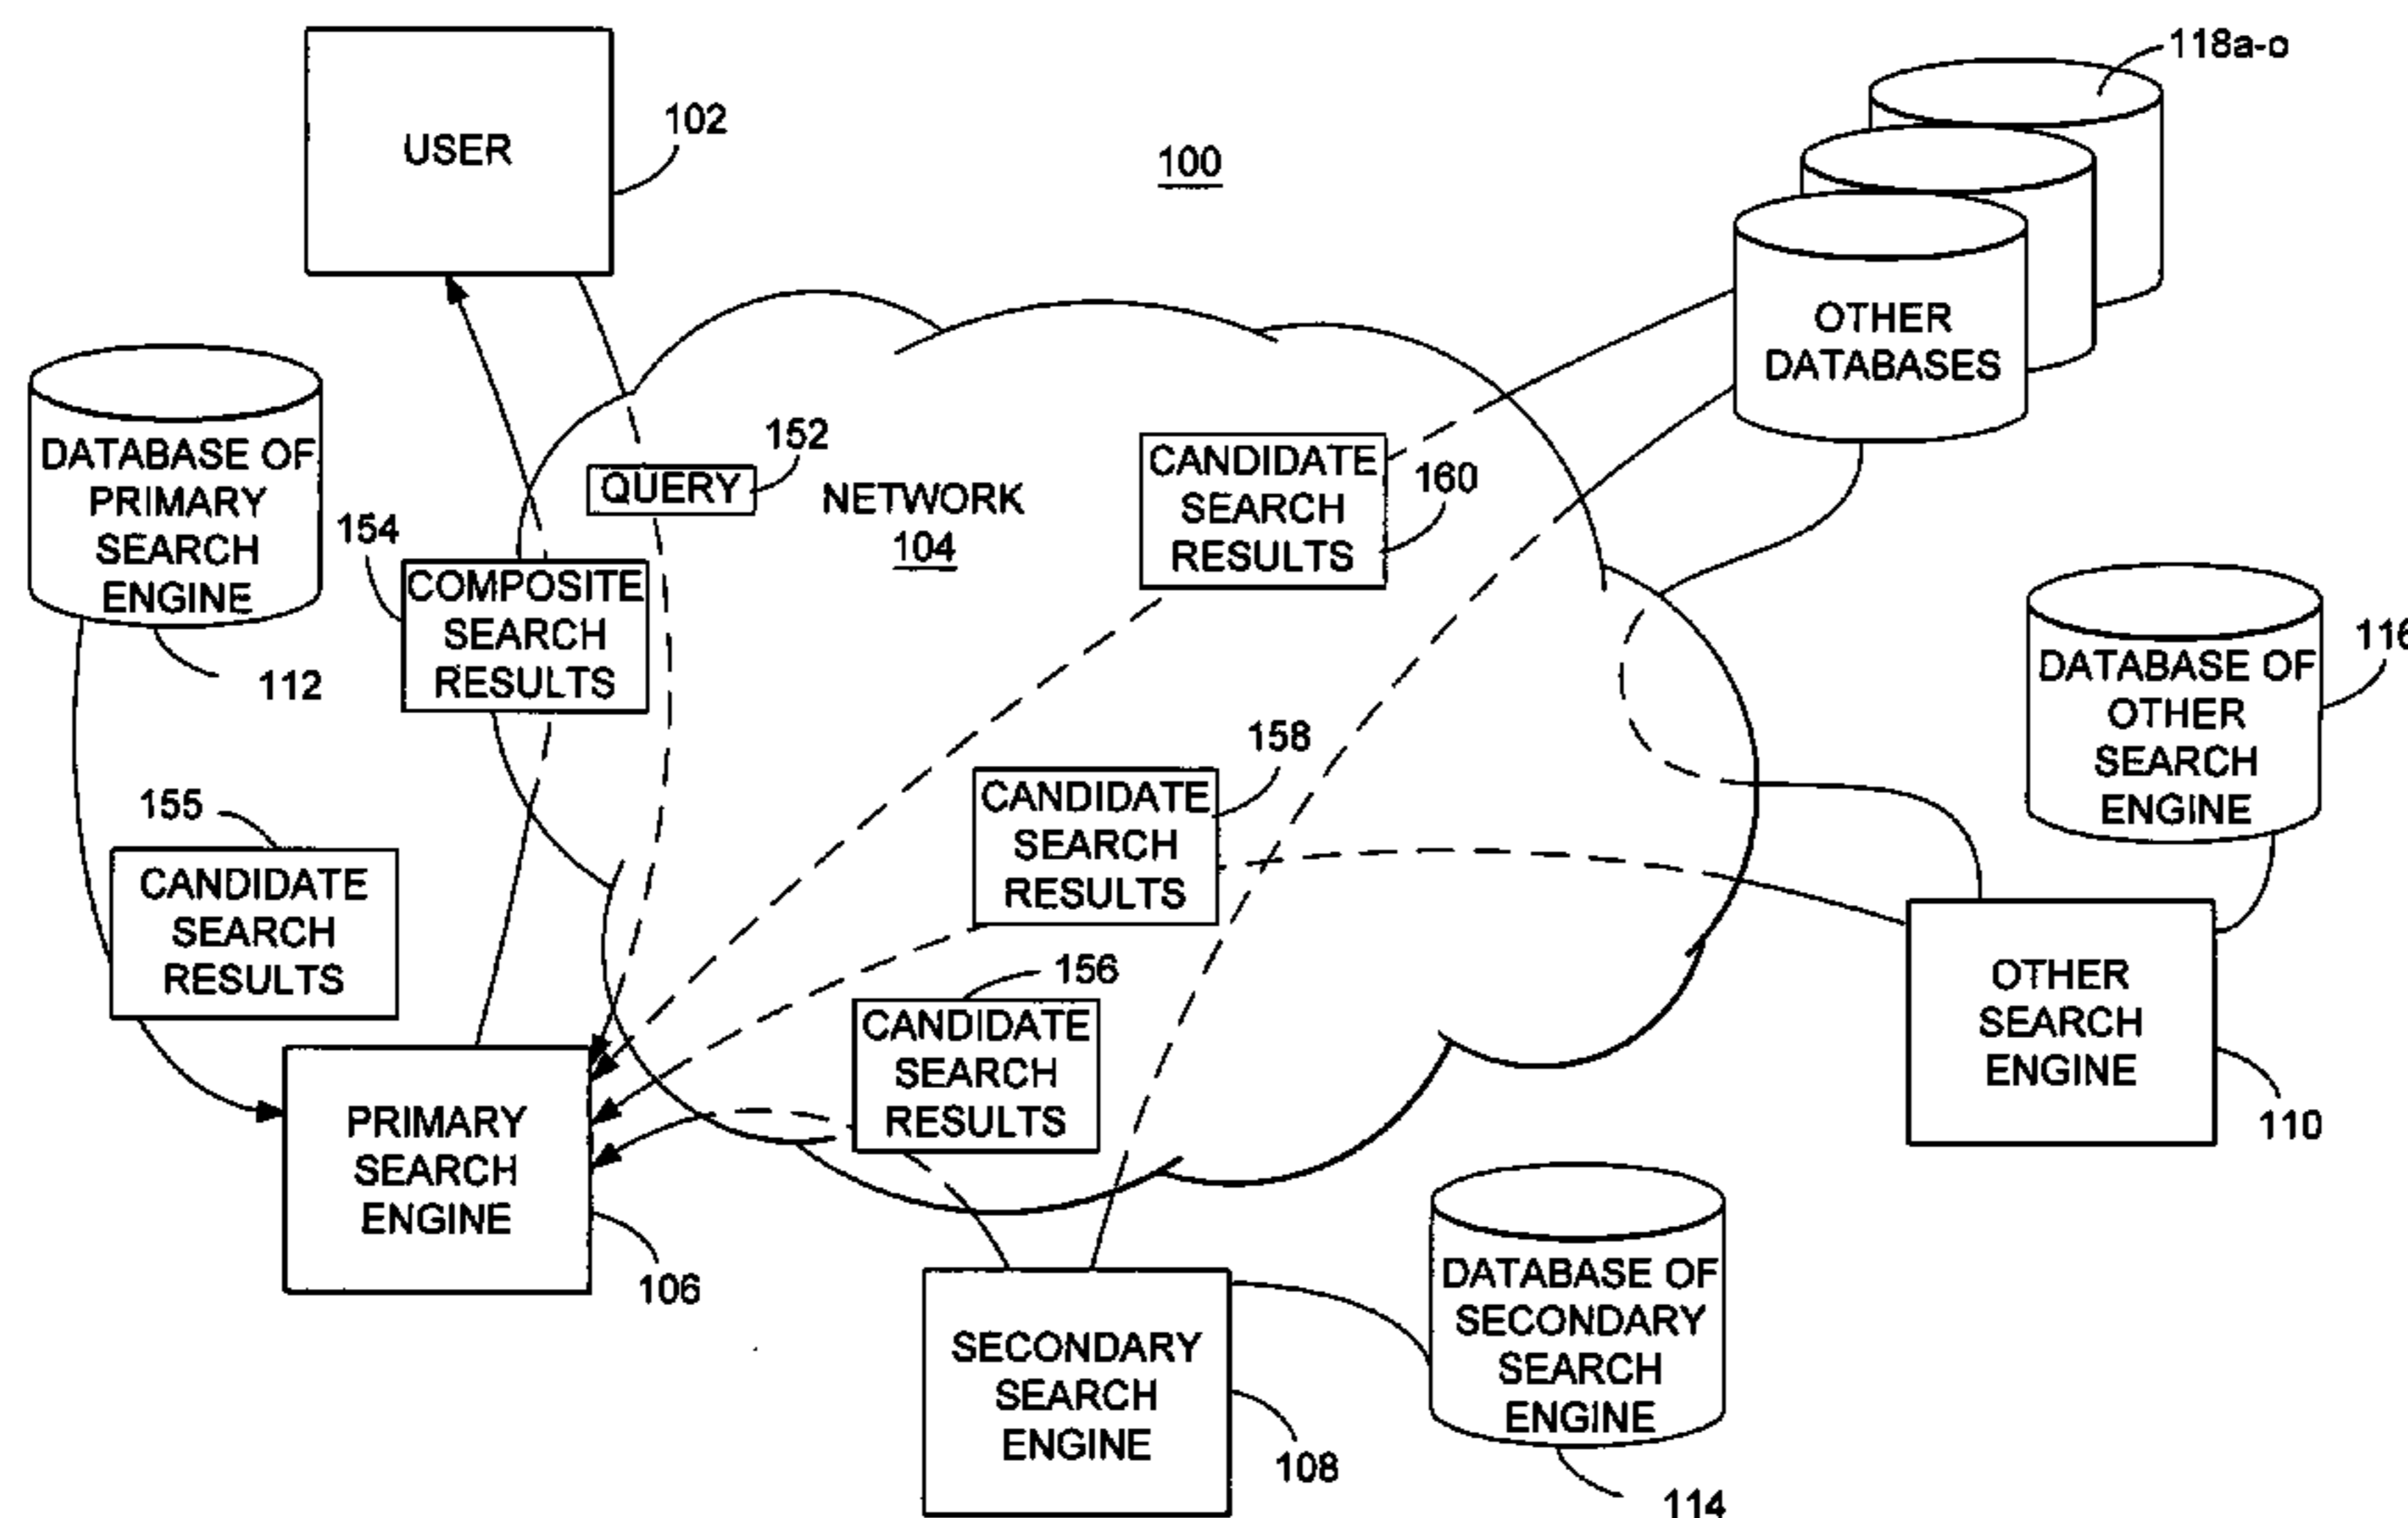 118a-o
USER
102
100
OTHER
DATABASES
DATABASE OF
PRIMARY
SEARCH
ENGINE
112
152
QUERY
NETWORK
104
154
COMPOSITE
SEARCH
RESULTS
CANDIDATE
SEARCH
RESULTS
160
116
DATABASE OF
OTHER
SEARCH
ENGINE
155
CANDIDATE
SEARCH
RESULTS
158
CANDIDATE
SEARCH
RESULTS
156
CANDIDATE
SEARCH
RESULTS
OTHER
SEARCH
ENGINE
110
PRIMARY
SEARCH
ENGINE
106
SECONDARY
SEARCH
ENGINE
108
DATABASE OF
SECONDARY
SEARCH
ENGINE
114